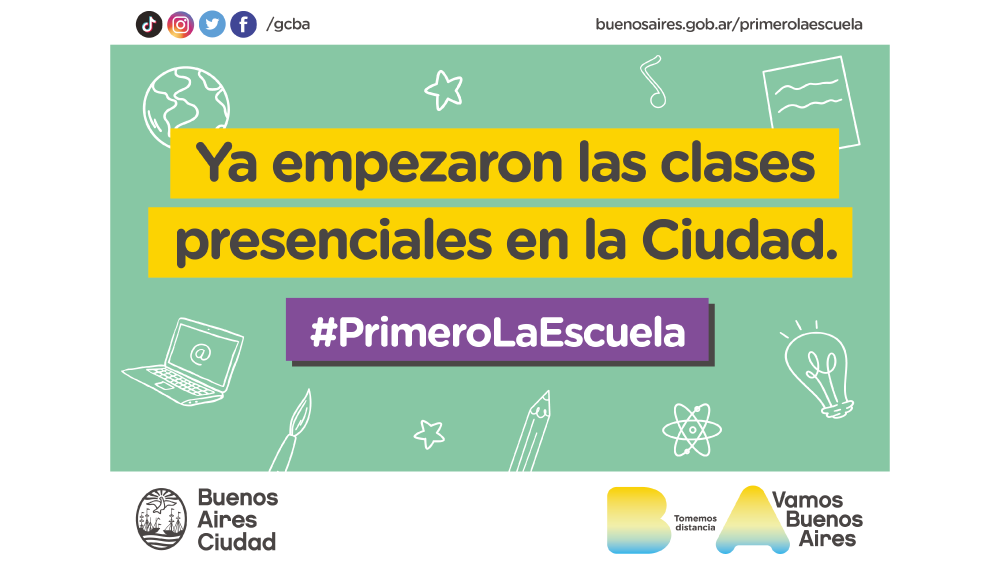 /gcba
buenosaires.gob.ar/primerolaescuela
Ya empezaron las clases
presenciales en la Ciudad.
#PrimeroLaEscuela
@
Buenos
Aires
Ciudad
BA
Tomemos
distancia
Vamos
Buenos
Aires